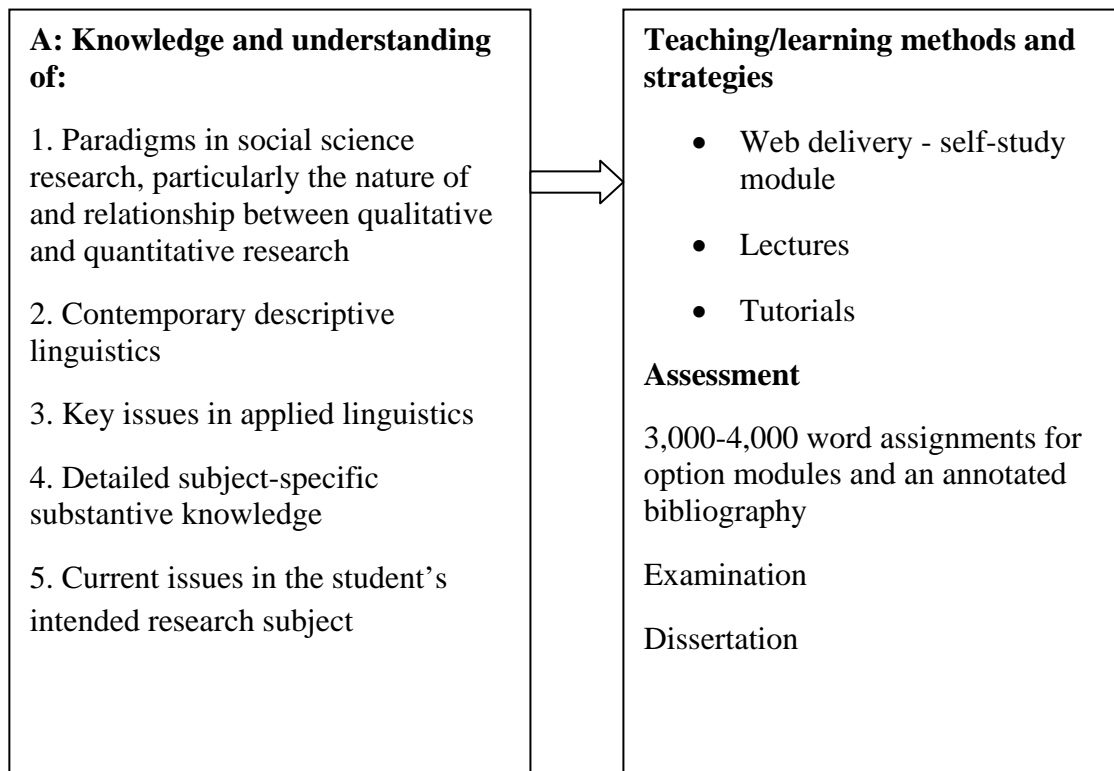 A: Knowledge and understanding
of:
1. Paradigms in social science
research, particularly the nature of
and relationship between qualitative
and quantitative research
2. Contemporary descriptive
linguistics
3. Key issues in applied linguistics
4. Detailed subject-specific
substantive knowledge
5. Current issues in the student’s
intended research subject
Teaching/learning methods and
strategies
• Web delivery - self-study
module
• Lectures
• Tutorials
Assessment
3,000-4,000 word assignments for
option modules and an annotated
bibliography
Examination
Dissertation